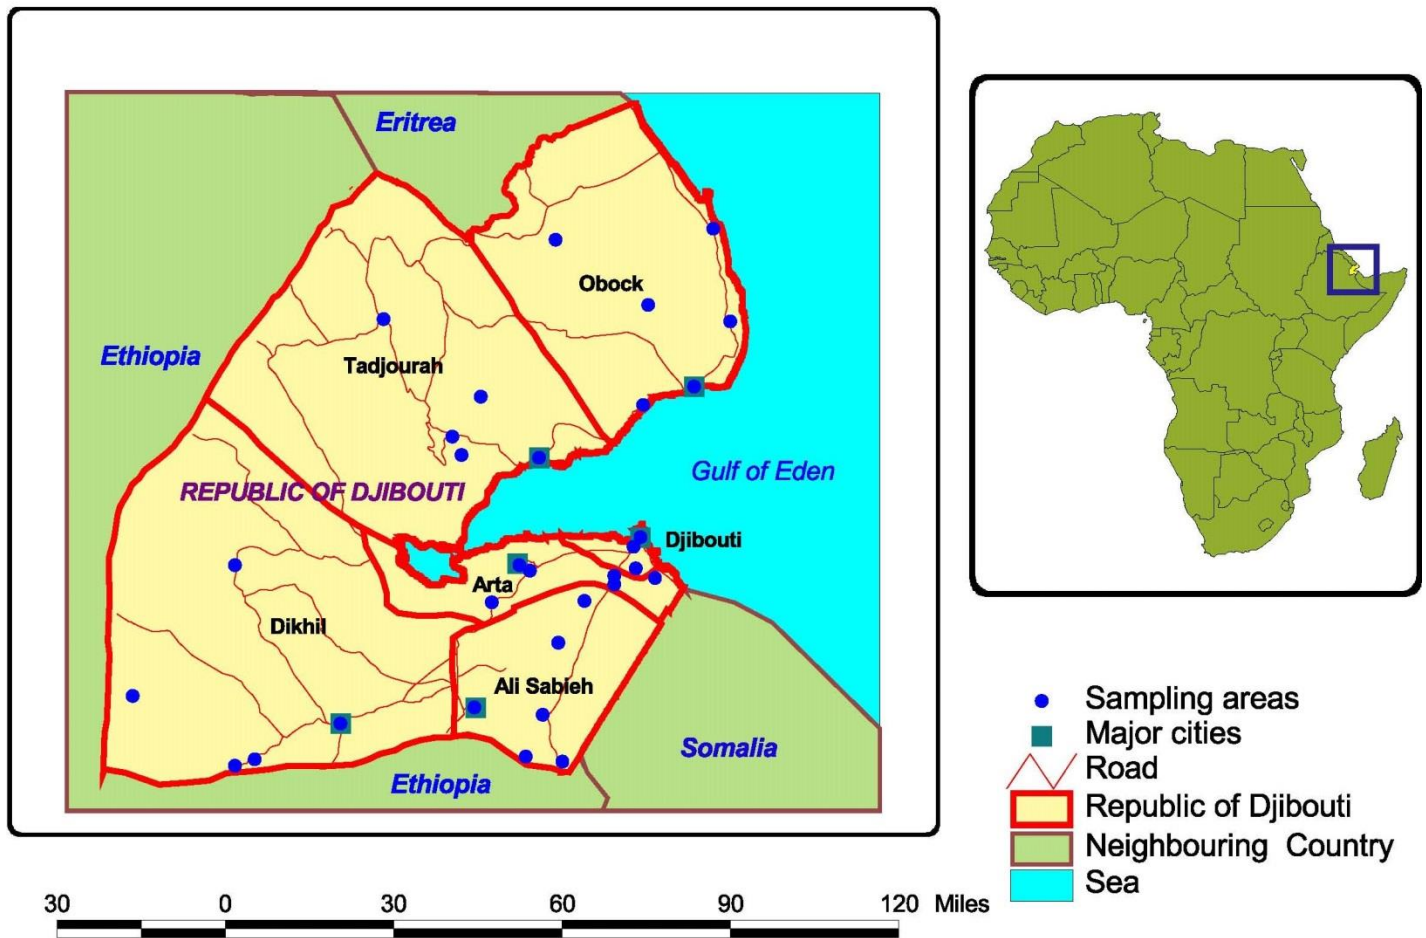 Eritrea
Obock
Ethiopia
Tadjourah
Gulf of Eden
REPUBLIC OF DJIBOUTI
Djibouti
Arta
Dikhil
Ali Sabieh
Somalia
Ethiopia
Sampling areas
Major cities
Road
Republic of Djibouti
Neighbouring Country
Sea
30 0 30 60 90 120 Miles